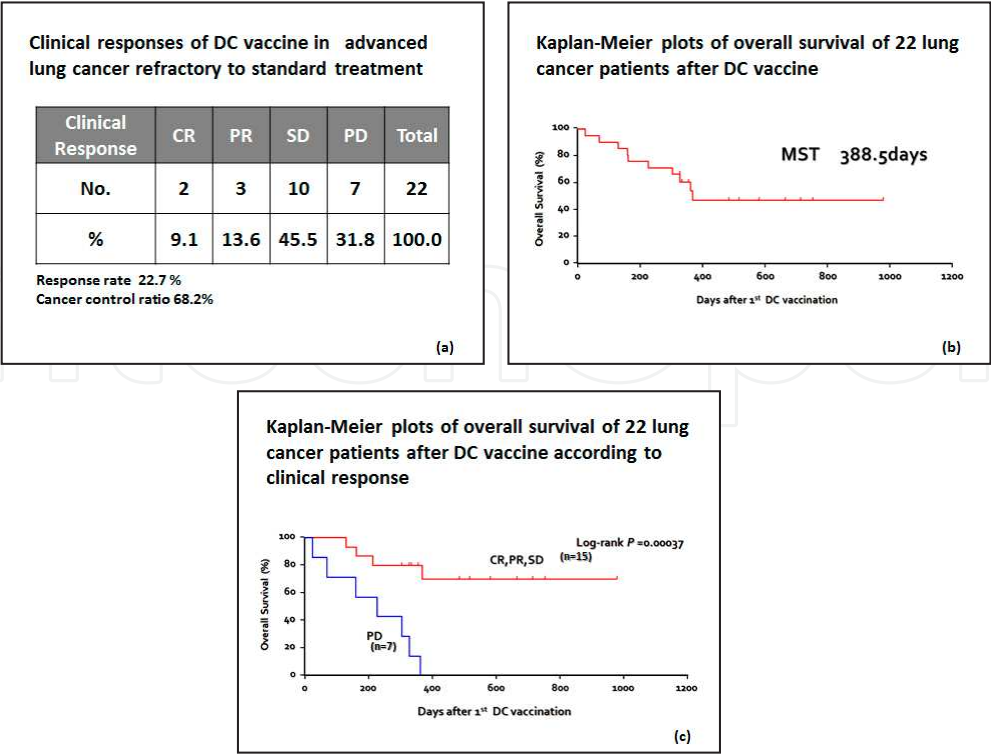 Clinical responses of DC vaccine in advanced
lung cancer refractory to standard treatment
Clinical Response CR PR SD PD Total
No. 2 3 10 7 22
% 9.1 13.6 45.5 31.8 100.0
Response rate 22.7 %
Cancer control ratio 68.2%
(a)
Kaplan-Meier plots of overall survival of 22 lung
cancer patients after DC vaccine
MST 388.5days
Overall Survival (%)
100
80
60
40
20
0
0 200 400 600 800 1000 1200
Days after 1st DC vaccination
(b)
Kaplan-Meier plots of overall survival of 22 lung
cancer patients after DC vaccine according to
clinical response
Log-rank P =0.00037
CR,PR,SD (n=15)
PD
(n=7)
Overall Survival (%)
100
80
60
40
20
0
0 200 400 600 800 1000 1200
Days after 1st DC vaccination
(c)